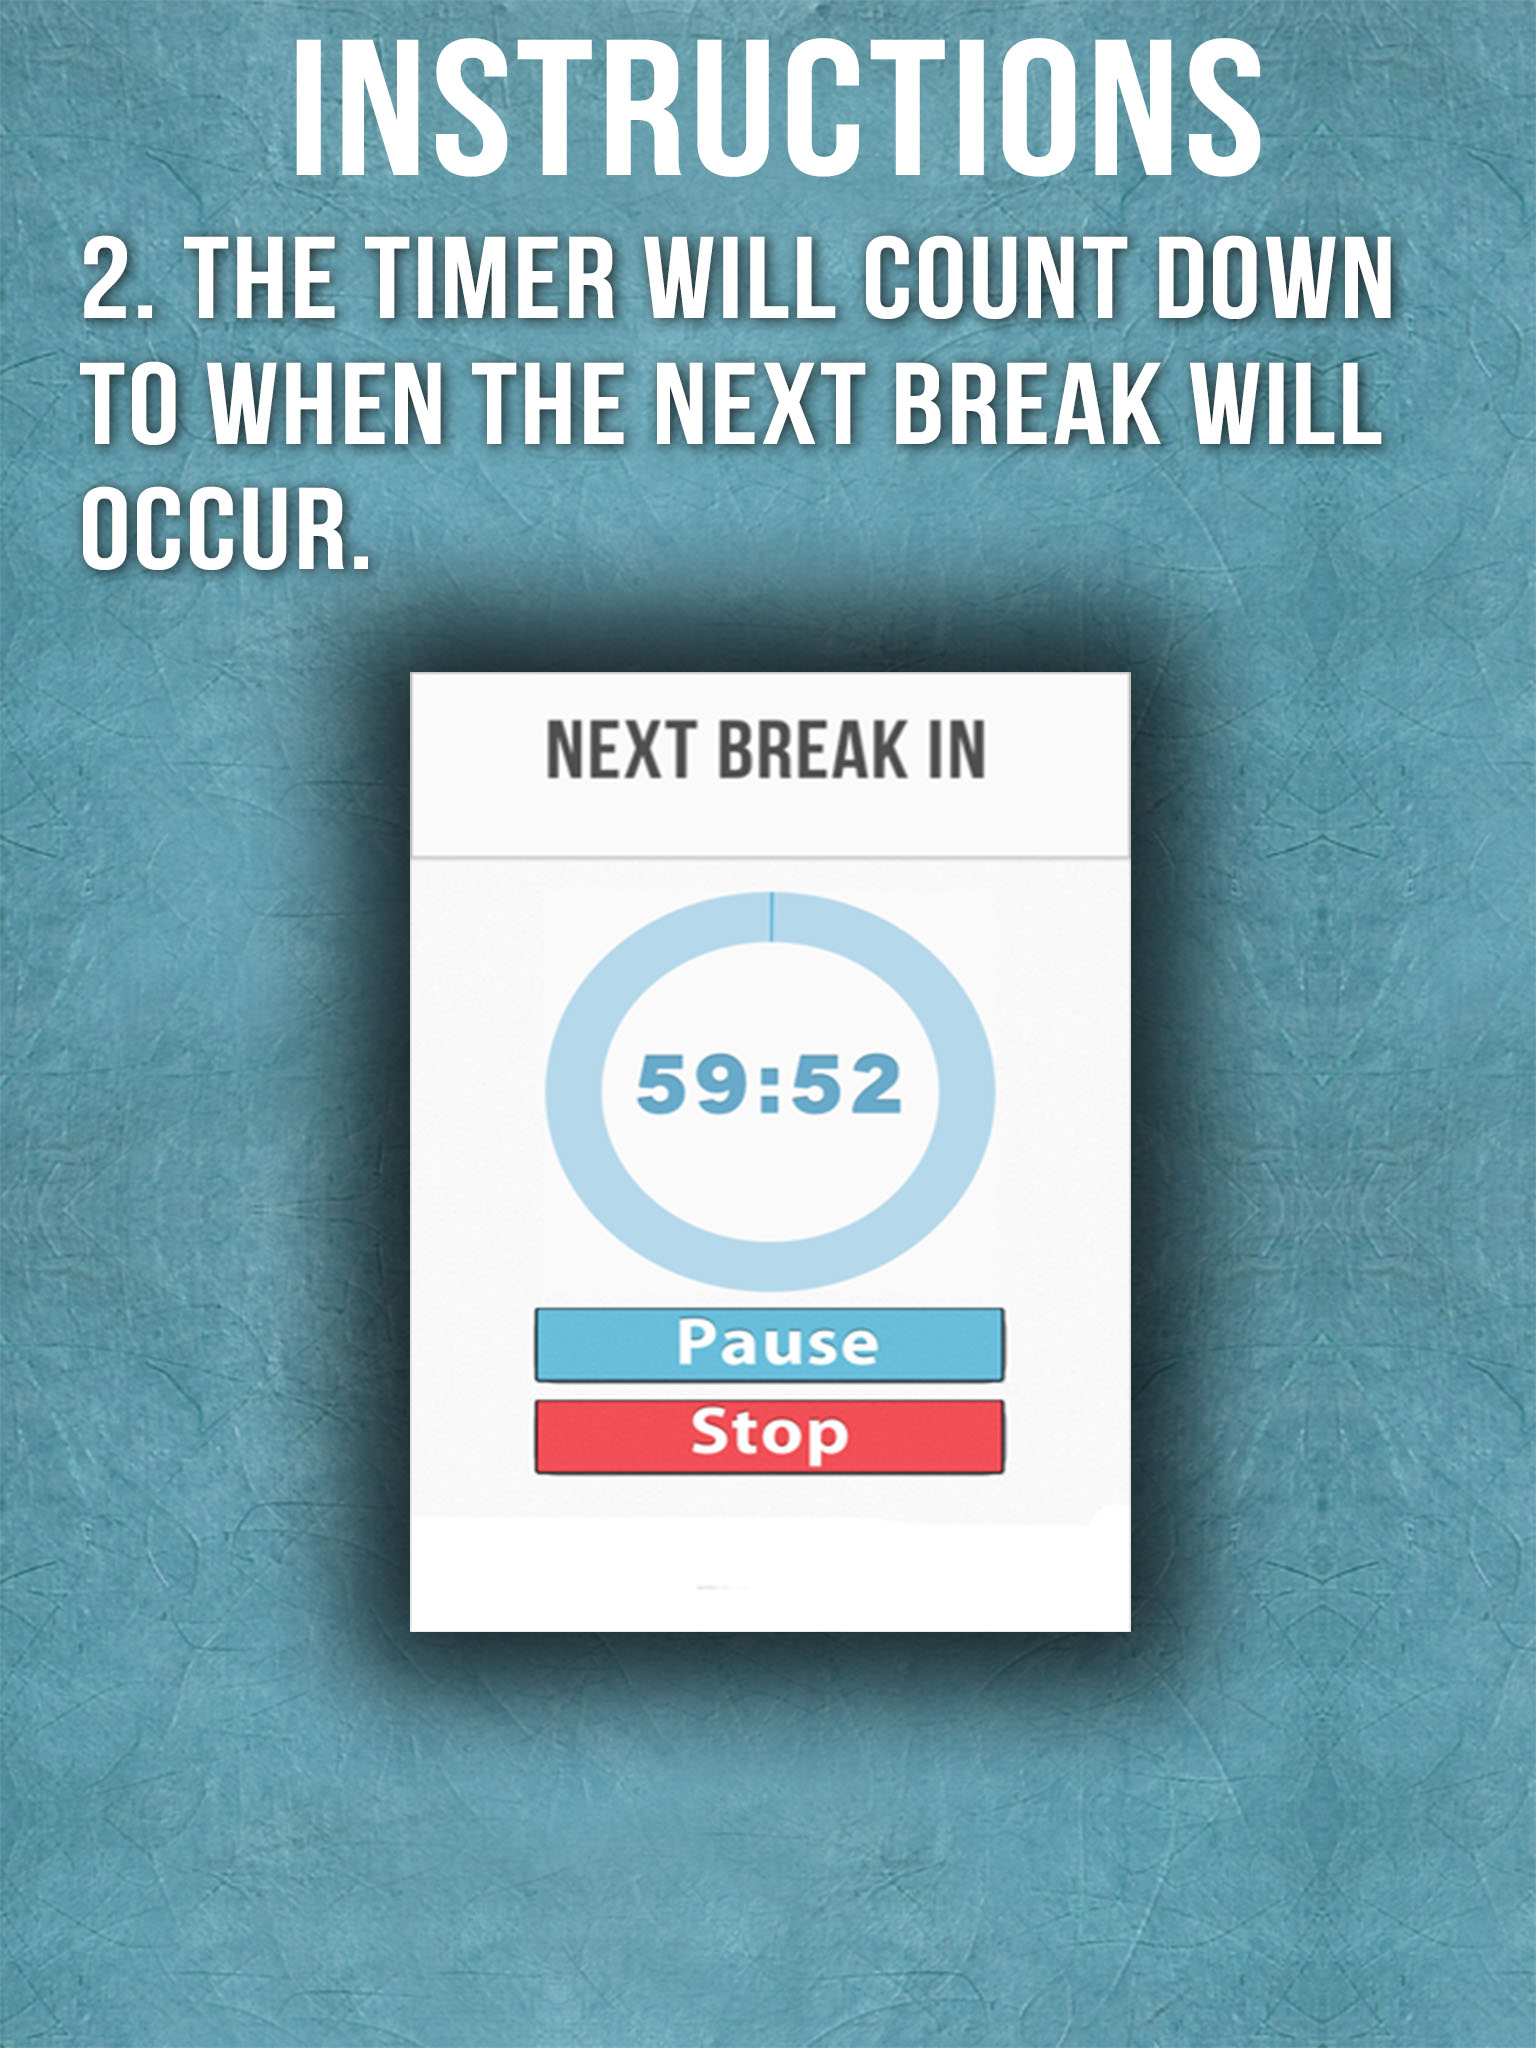 INSTRUCTIONS
2. THE TIMER WILL COUNT DOWN
TO WHEN THE NEXT BREAK WILL
OCCUR.
NEXT BREAK IN
59:52
Pause
Stop